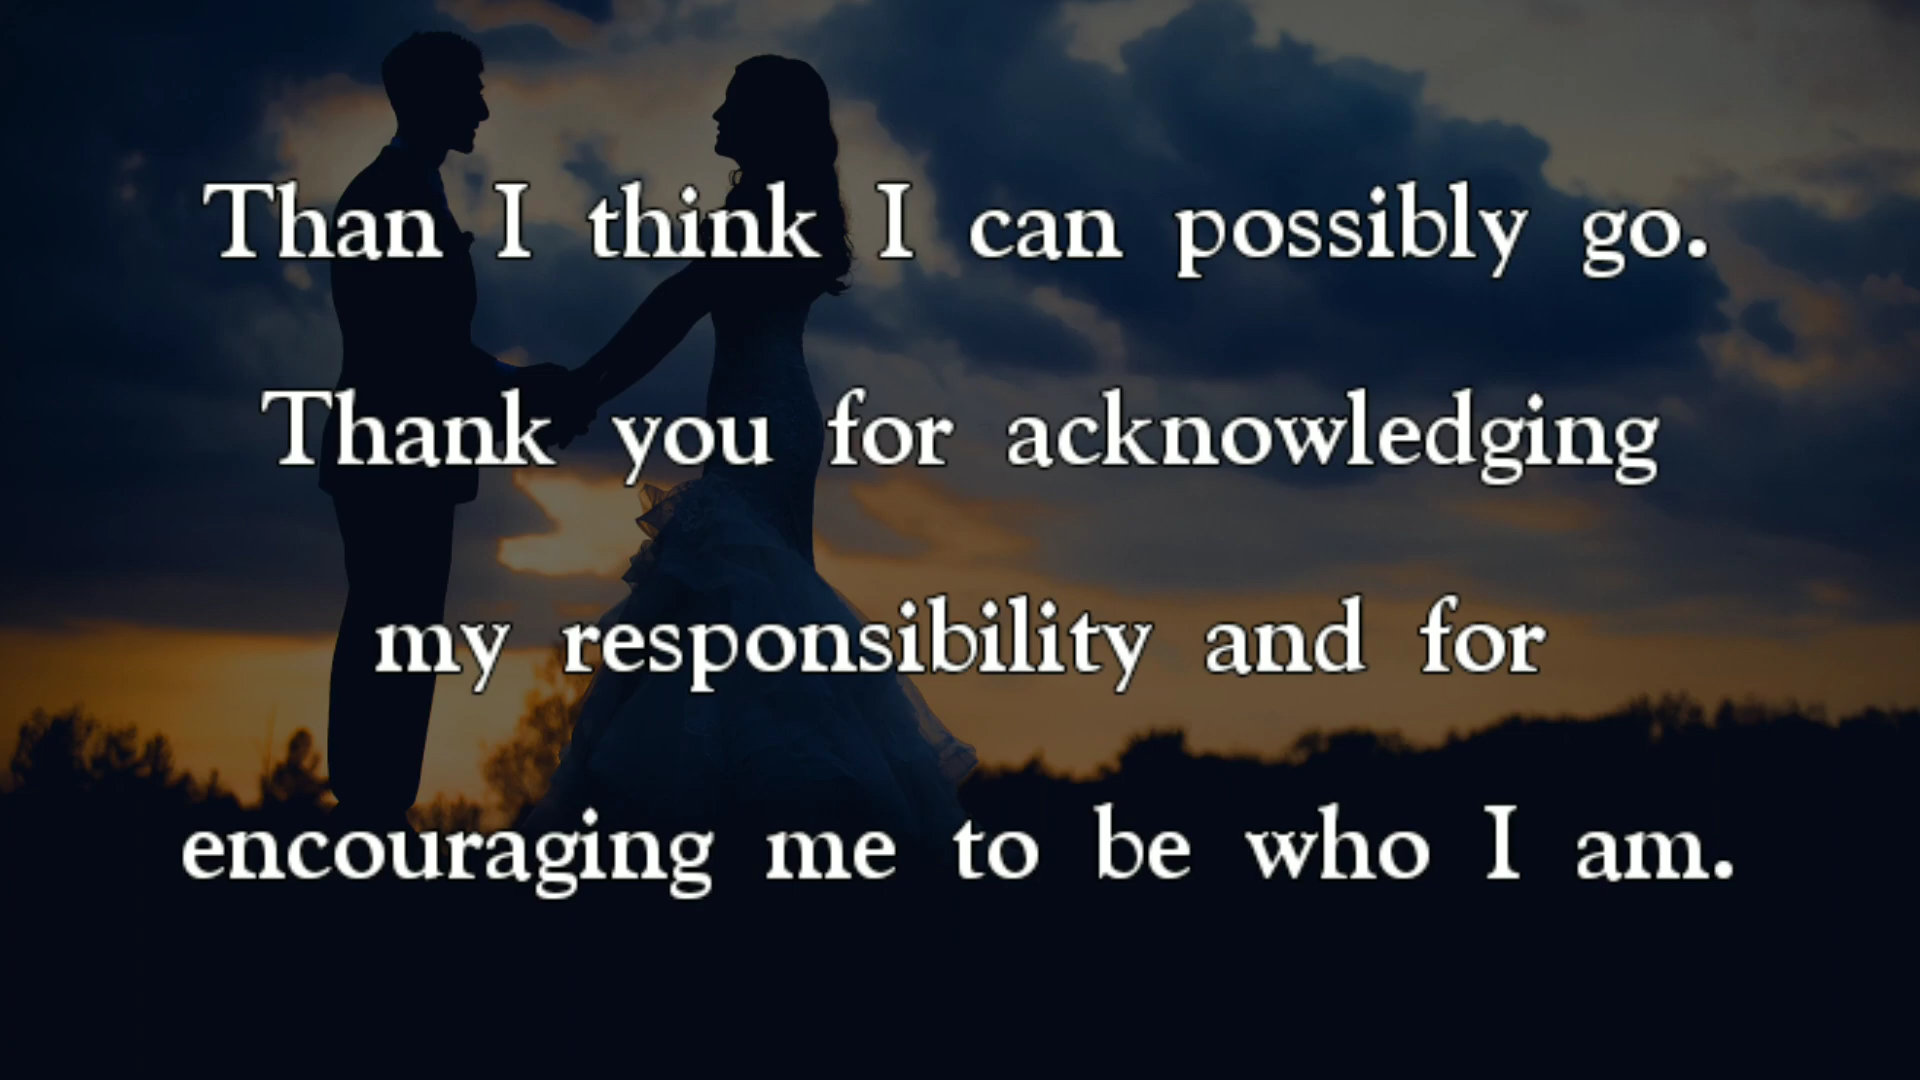 Than I think I can possibly go.
Thank you for acknowledging
my responsibility and for
encouraging me to be who I am.